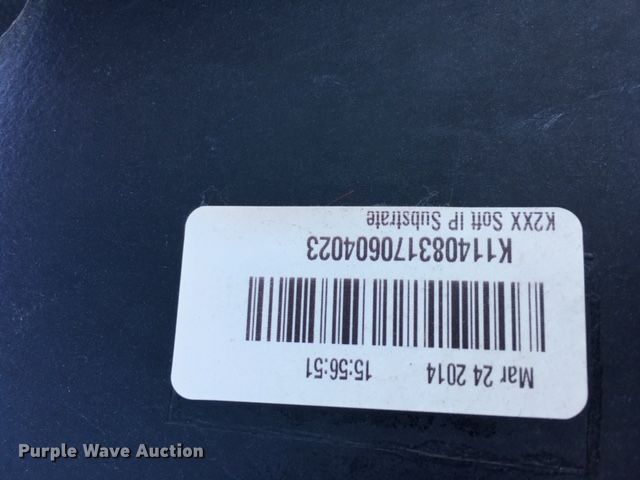 Mar 24 2014 15:56:51
K114083170604023
K2XX Soft IP Substrate
Purple Wave Auction